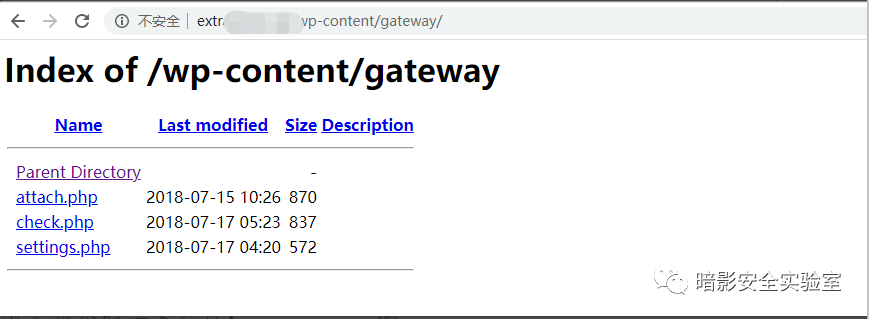 不安全 | extra wp-content/gateway/
Index of /wp-content/gateway
Name Last modified Size Description
Parent Directory -
attach.php 2018-07-15 10:26 870
check.php 2018-07-17 05:23 837
settings.php 2018-07-17 04:20 572
暗影安全实验室